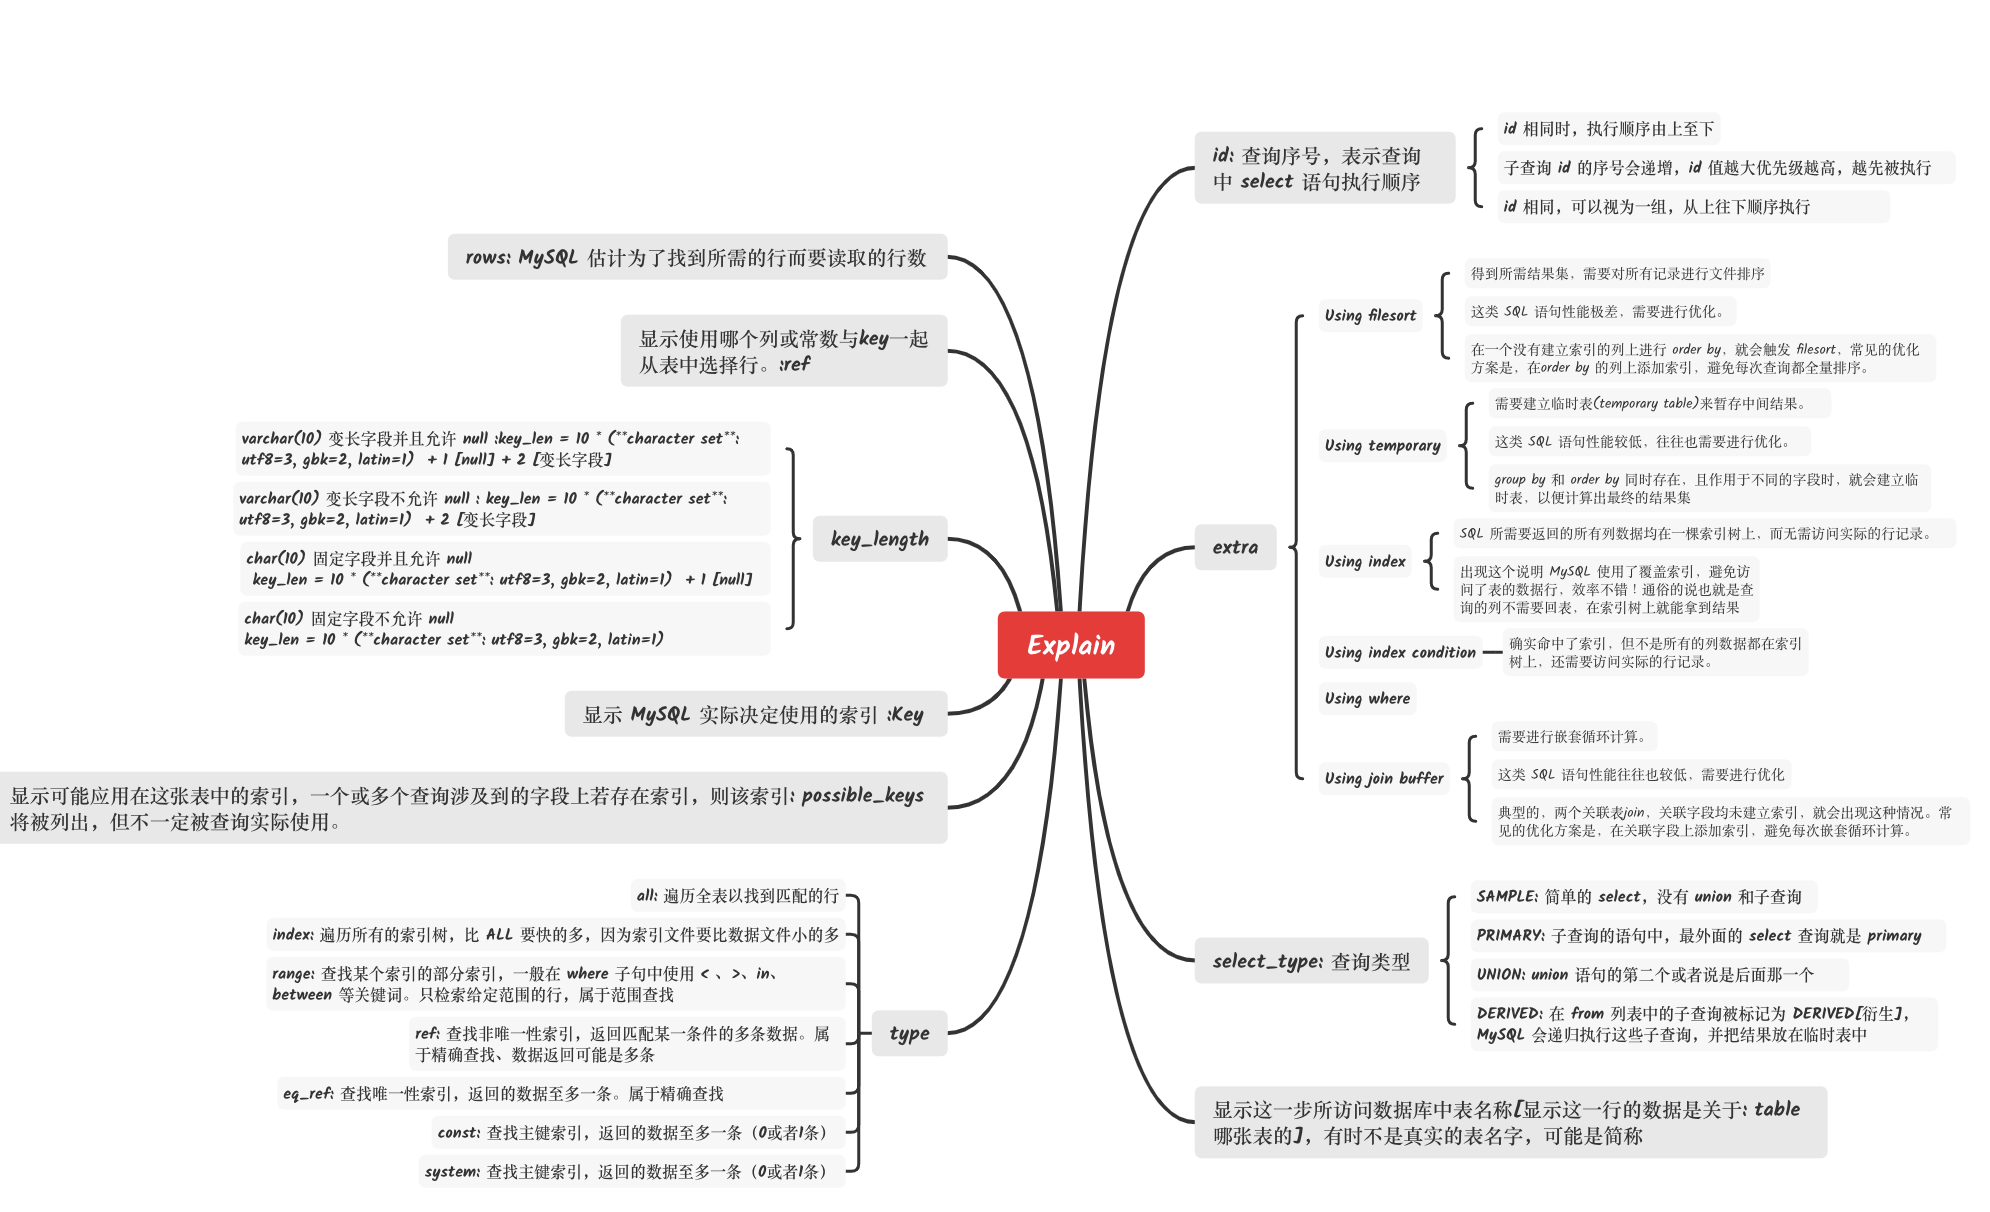 Explain
id: 查询序号，表示查询
中 select 语句执行顺序
id 相同时，执行顺序由上至下
子查询 id 的序号会递增，id 值越大优先级越高，越先被执行
id 相同，可以视为一组，从上往下顺序执行
extra
Using filesort
得到所需结果集，需要对所有记录进行文件排序
这类 SQL 语句性能极差，需要进行优化。
在一个没有建立索引的列上进行 order by，就会触发 filesort，常见的优化
方案是，在order by 的列上添加索引，避免每次查询都全量排序。
Using temporary
需要建立临时表(temporary table)来暂存中间结果。
这类 SQL 语句性能较低，往往也需要进行优化。
group by 和 order by 同时存在，且作用于不同的字段时，就会建立临
时表，以便计算出最终的结果集
Using index
SQL 所需要返回的所有列数据均在一棵索引树上，而无需访问实际的行记录。
出现这个说明 MySQL 使用了覆盖索引，避免访
问了表的数据行，效率不错！通俗的说也就是查
询的列不需要回表，在索引树上就能拿到结果
Using index condition
确实命中了索引，但不是所有的列数据都在索引
树上，还需要访问实际的行记录。
Using where
Using join buffer
需要进行嵌套循环计算。
这类 SQL 语句性能往往也较低，需要进行优化
典型的，两个关联表join，关联字段均未建立索引，就会出现这种情况。常
见的优化方案是，在关联字段上添加索引，避免每次嵌套循环计算。
select_type: 查询类型
SAMPLE: 简单的 select，没有 union 和子查询
PRIMARY: 子查询的语句中，最外面的 select 查询就是 primary
UNION: union 语句的第二个或者说是后面那一个
DERIVED: 在 from 列表中的子查询被标记为 DERIVED[衍生]，
MySQL 会递归执行这些子查询，并把结果放在临时表中
显示这一步所访问数据库中表名称[显示这一行的数据是关于: table
哪张表的]，有时不是真实的表名字，可能是简称
rows: MySQL 估计为了找到所需的行而要读取的行数
显示使用哪个列或常数与key一起
从表中选择行。:ref
key_length
varchar(10) 变长字段并且允许 null :key_len = 10 * (**character set**:
utf8=3, gbk=2, latin=1) + 1 [null] + 2 [变长字段]
varchar(10) 变长字段不允许 null : key_len = 10 * (**character set**:
utf8=3, gbk=2, latin=1) + 2 [变长字段]
char(10) 固定字段并且允许 null
key_len = 10 * (**character set**: utf8=3, gbk=2, latin=1) + 1 [null]
char(10) 固定字段不允许 null
key_len = 10 * (**character set**: utf8=3, gbk=2, latin=1)
显示 MySQL 实际决定使用的索引 :Key
显示可能应用在这张表中的索引，一个或多个查询涉及到的字段上若存在索引，则该索引: possible_keys
将被列出，但不一定被查询实际使用。
type
all: 遍历全表以找到匹配的行
index: 遍历所有的索引树，比 ALL 要快的多，因为索引文件要比数据文件小的多
range: 查找某个索引的部分索引，一般在 where 子句中使用 < 、>、in、
between 等关键词。只检索给定范围的行，属于范围查找
ref: 查找非唯一性索引，返回匹配某一条件的多条数据。属
于精确查找、数据返回可能是多条
eq_ref: 查找唯一性索引，返回的数据至多一条。属于精确查找
const: 查找主键索引，返回的数据至多一条（0或者1条）
system: 查找主键索引，返回的数据至多一条（0或者1条）